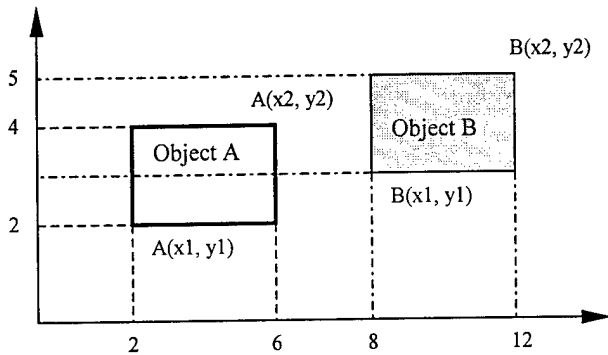 B(x2, y2)
5
A(x2, y2)
4
Object A
Object B
B(x1, y1)
2
A(x1, y1)
2
6
8
12